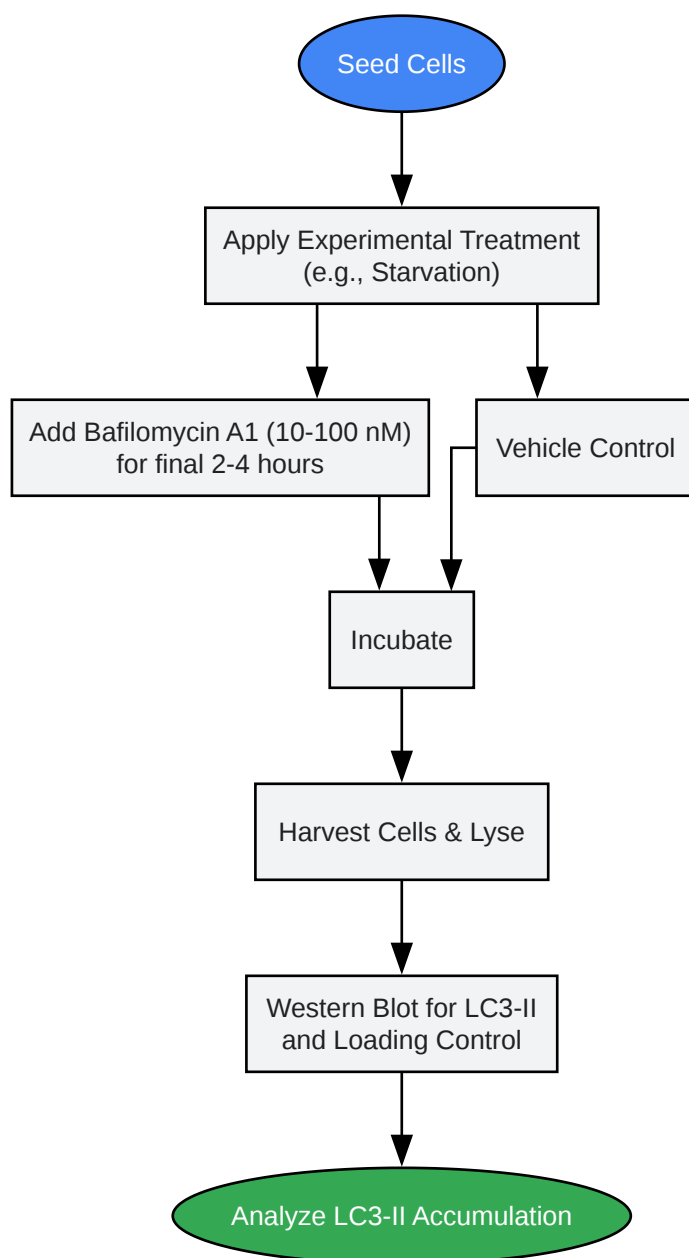 Seed Cells
Apply Experimental Treatment
(e.g., Starvation)
Add Bafilomycin A1 (10-100 nM)
for final 2-4 hours
Vehicle Control
Incubate
Harvest Cells & Lyse
Western Blot for LC3-II
and Loading Control
Analyze LC3-II Accumulation